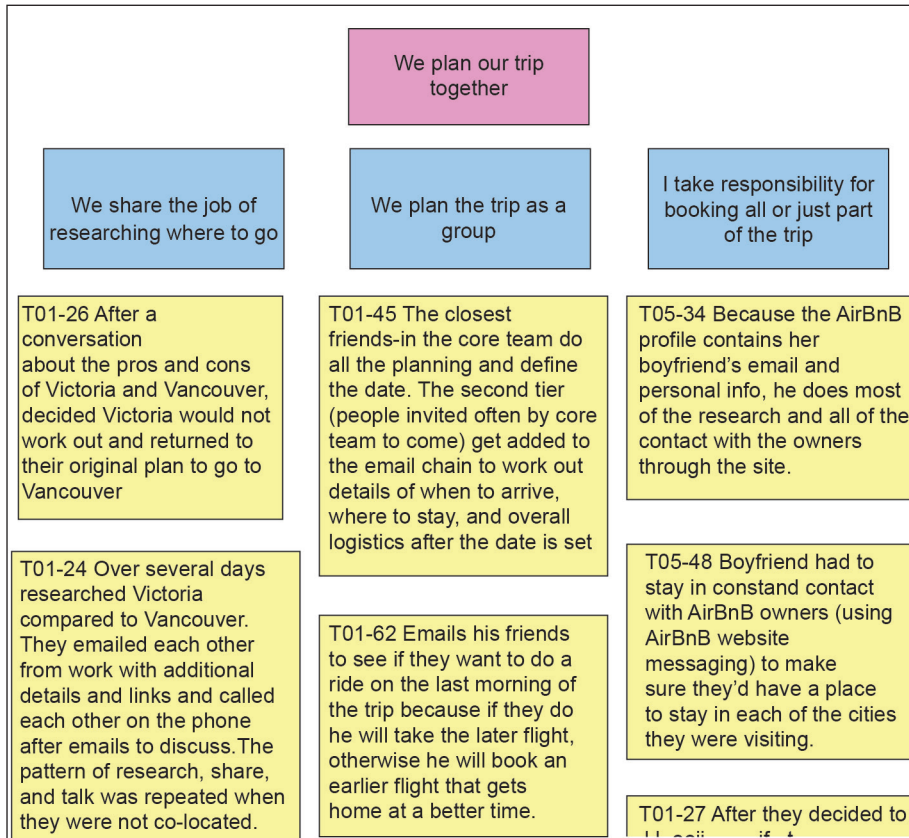 We plan our trip
together
We share the job of
researching where to go
We plan the trip as a
group
I take responsibility for
booking all or just part
of the trip
T01-26 After a
conversation
about the pros and cons
of Victoria and Vancouver,
decided Victoria would not
work out and returned to
their original plan to go to
Vancouver
T01-24 Over several days
researched Victoria
compared to Vancouver.
They emailed each other
from work with additional
details and links and called
each other on the phone
after emails to discuss.The
pattern of research, share,
and talk was repeated when
they were not co-located.
T01-45 The closest
friends-in the core team do
all the planning and define
the date. The second tier
(people invited often by core
team to come) get added to
the email chain to work out
details of when to arrive,
where to stay, and overall
logistics after the date is set
T01-62 Emails his friends
to see if they want to do a
ride on the last morning of
the trip because if they do
he will take the later flight,
otherwise he will book an
earlier flight that gets
home at a better time.
T05-34 Because the AirBnB
profile contains her
boyfriend's email and
personal info, he does most
of the research and all of the
contact with the owners
through the site.
T05-48 Boyfriend had to
stay in constand contact
with AirBnB owners (using
AirBnB website
messaging) to make
sure they'd have a place
to stay in each of the cities
they were visiting.
T01-27 After they decided to